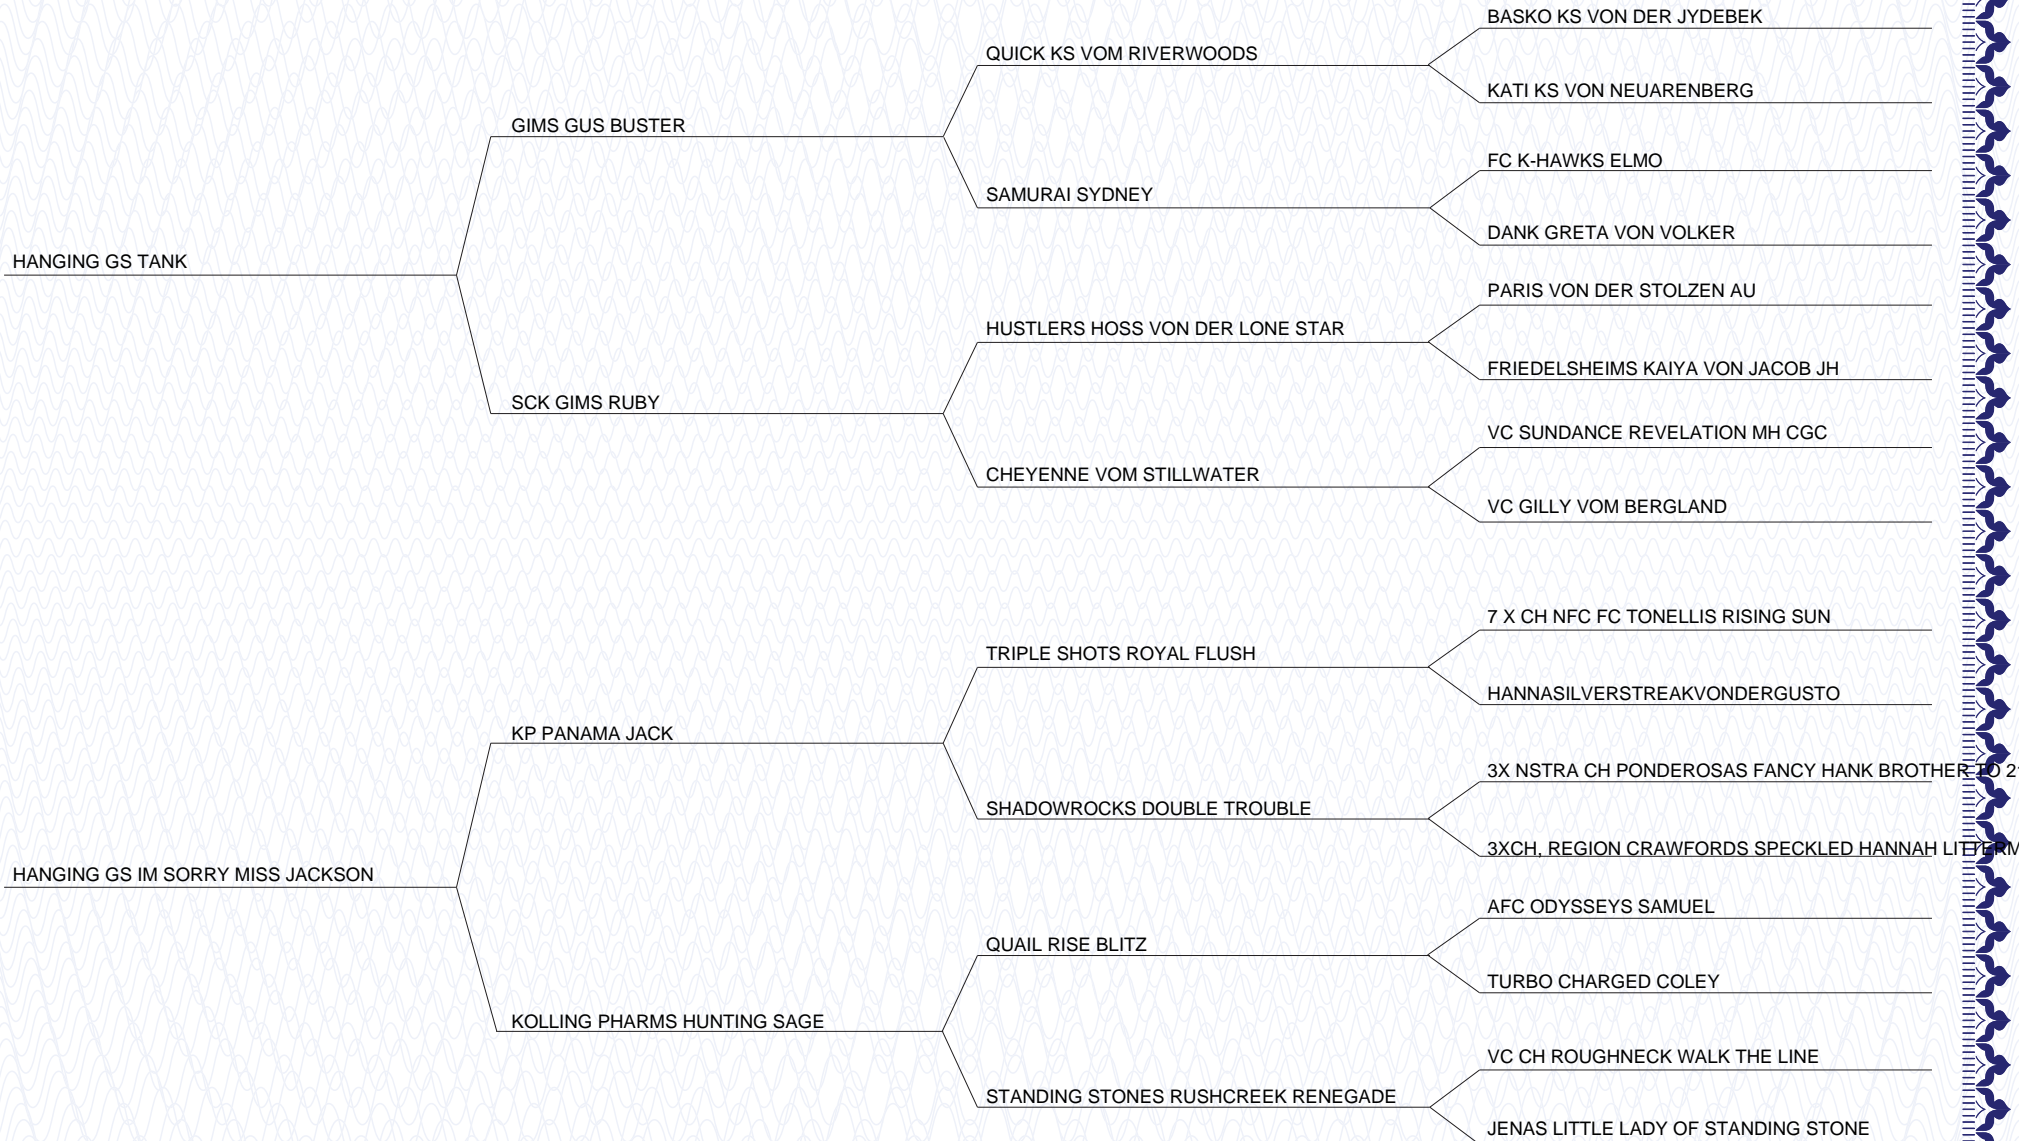 BASKO KS VON DER JYDEBEK
QUICK KS VOM RIVERWOODS
KATI KS VON NEUARENBERG
GIMS GUS BUSTER
FC K-HAWKS ELMO
SAMURAI SYDNEY
DANK GRETA VON VOLKER
HANGING GS TANK
PARIS VON DER STOLZEN AU
HUSTLERS HOSS VON DER LONE STAR
FRIEDELSHEIMS KAIYA VON JACOB JH
SCK GIMS RUBY
VC SUNDANCE REVELATION MH CGC
CHEYENNE VOM STILLWATER
VC GILLY VOM BERGLAND
7 X CH NFC FC TONELLIS RISING SUN
TRIPLE SHOTS ROYAL FLUSH
HANNASILVERSTREAKVONDERGUSTO
KP PANAMA JACK
3X NSTRA CH PONDEROSAS FANCY HANK BROTHER TO
SHADOWROCKS DOUBLE TROUBLE
3XCH, REGION CRAWFORDS SPECKLED HANNAH
HANGING GS IM SORRY MISS JACKSON
AFC ODYSSEYS SAMUEL
QUAIL RISE BLITZ
TURBO CHARGED COLEY
KOLLING PHARMS HUNTING SAGE
VC CH ROUGHNECK WALK THE LINE
STANDING STONES RUSHCREEK RENEGADE
JENAS LITTLE LADY OF STANDING STONE